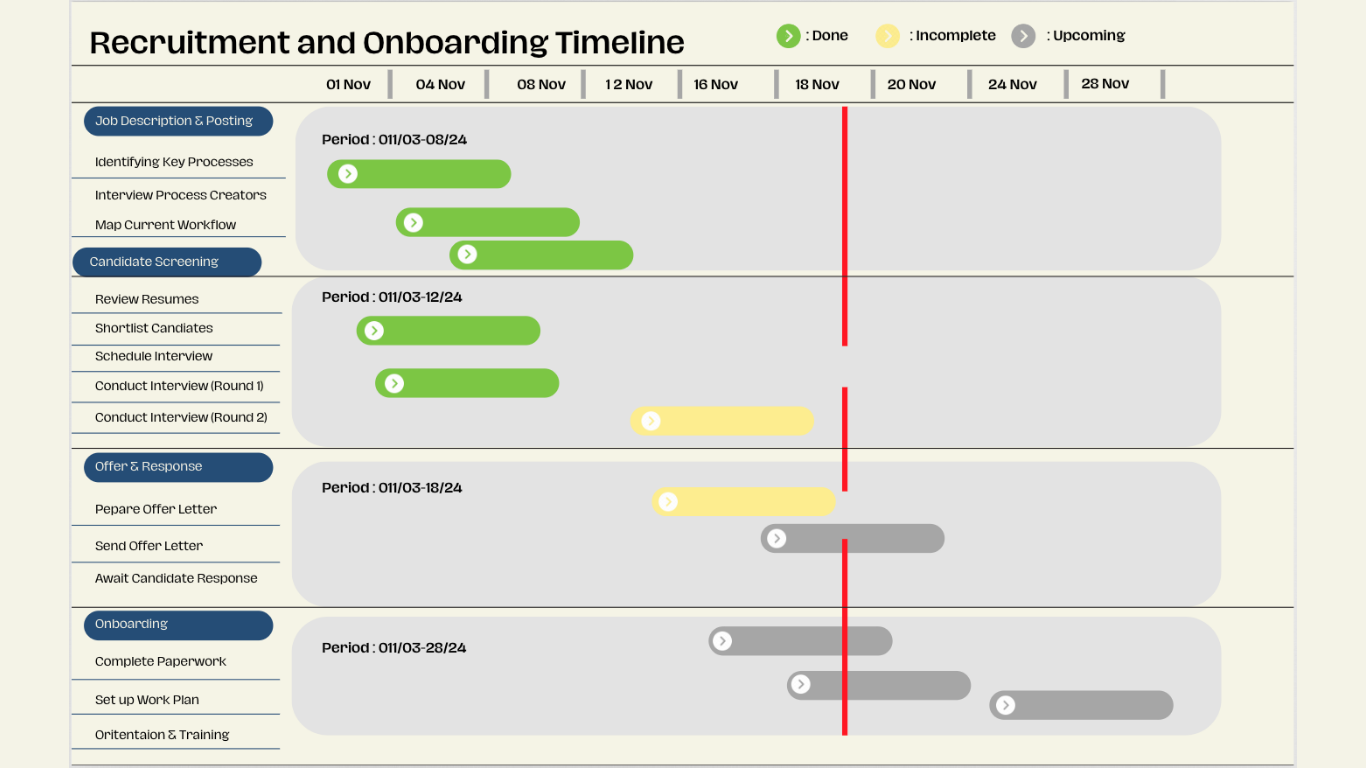 Recruitment and Onboarding Timeline
: Done
: Incomplete
: Upcoming
01 Nov
04 Nov
08 Nov
1 2 Nov
16 Nov
18 Nov
20 Nov
24 Nov
28 Nov
Job Description & Posting
Period : 011/03-08/24
Identifying Key Processes
Interview Process Creators
Map Current Workflow
Candidate Screening
Period : 011/03-12/24
Review Resumes
Shortlist Candiates
Schedule Interview
Conduct Interview (Round 1)
Conduct Interview (Round 2)
Offer & Response
Period : 011/03-18/24
Pepare Offer Letter
Send Offer Letter
Await Candidate Response
Onboarding
Period : 011/03-28/24
Complete Paperwork
Set up Work Plan
Oritentaion & Training